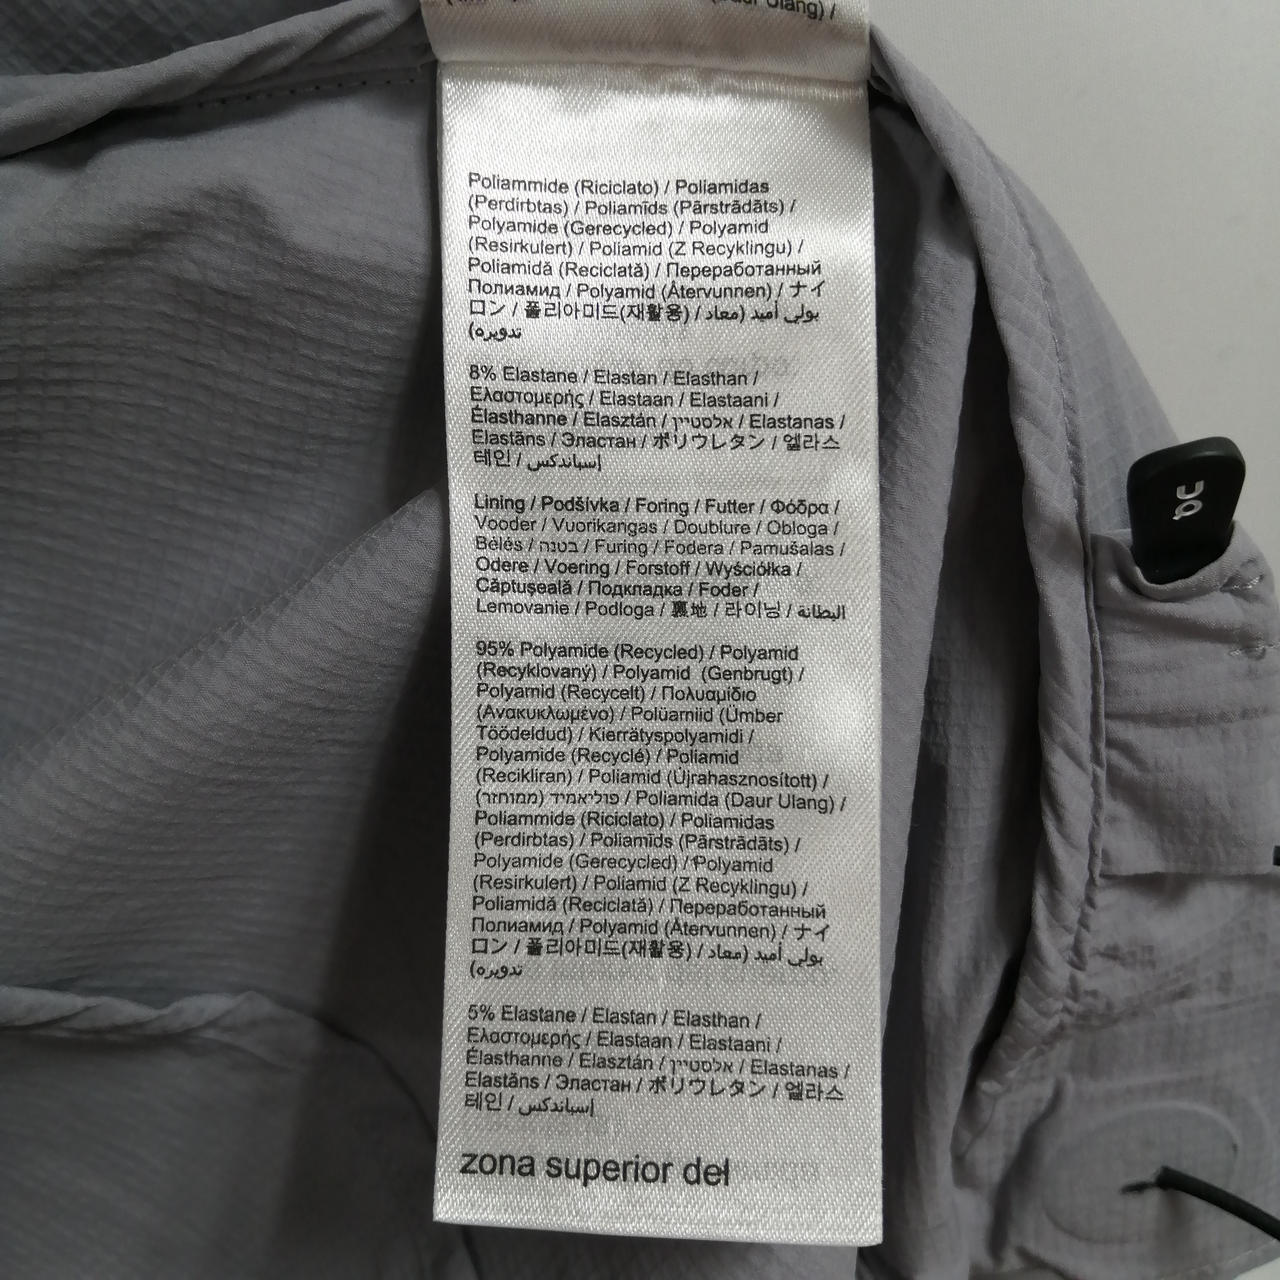 (Daur Ulang) /
Poliammide (Riciclato) / Poliamidas
(Perdirbtas) / Poliamīds (Pārstrādāts) /
Polyamide (Gerecycled) / Polyamid
(Resirkulert) / Poliamid (Z Recyklingu) /
Poliamidă (Reciclată) / Переработанный
Полиамид / Polyamid (Återvunnen) / ナイ
ロン / 폴리아미드(재활용) / بولي أميد (معاد
تدويره)
8% Elastane / Elastan / Elasthan /
Ελαστομερής / Elastaan / Elastaani /
Élasthanne / Elasztán / אלסטיין / Elastanas /
Elastāns / Эластан / ポリウレタン / 엘라스
테인 / إسباندكس
Lining / Podšívka / Foring / Futter / Φόδρα /
Vooder / Vuorikangas / Doublure / Obloga /
Bélés / בטנה / Furing / Fodera / Pamušalas /
Odere / Voering / Forstoff / Wyściółka /
Căptușeală / Подкладка / Foder /
Lemovanie / Podloga / 裏地 / 라이닝 / البطانة
95% Polyamide (Recycled) / Polyamid
(Recyklovaný) / Polyamid (Genbrugt) /
Polyamid (Recycelt) / Πολυαμίδιο
(Ανακυκλωμένο) / Polüamiid (Ümber
Töödeldud) / Kierrätyspolyamidi /
Polyamide (Recyclé) / Poliamid
(Recikliran) / Poliamid (Újrahasznosított) /
פוליאמיד (ממוחזר) / Poliamida (Daur Ulang) /
Poliammide (Riciclato) / Poliamidas
(Perdirbtas) / Poliamīds (Pārstrādāts) /
Polyamide (Gerecycled) / Polyamid
(Resirkulert) / Poliamid (Z Recyklingu) /
Poliamidă (Reciclată) / Переработанный
Полиамид / Polyamid (Återvunnen) / ナイ
ロン / 폴리아미드(재활용) / بولي أميد (معاد
تدويره)
5% Elastane / Elastan / Elasthan /
Ελαστομερής / Elastaan / Elastaani /
Élasthanne / Elasztán / אלסטיין / Elastanas /
Elastāns / Эластан / ポリウレタン / 엘라스
테인 / إسباندكس
zona superior del